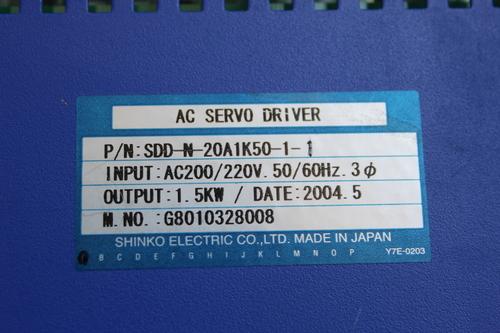 AC SERVO DRIVER
P/N:SDD-N-20A1K50-1-1
INPUT:AC200/220V.50/60Hz.3φ
OUTPUT:1.5KW / DATE:2004.5
M.NO.:G8010328008
SHINKO ELECTRIC CO.,LTD. MADE IN JAPAN
B C D E F G H I J K L M N O P Y7E-0203